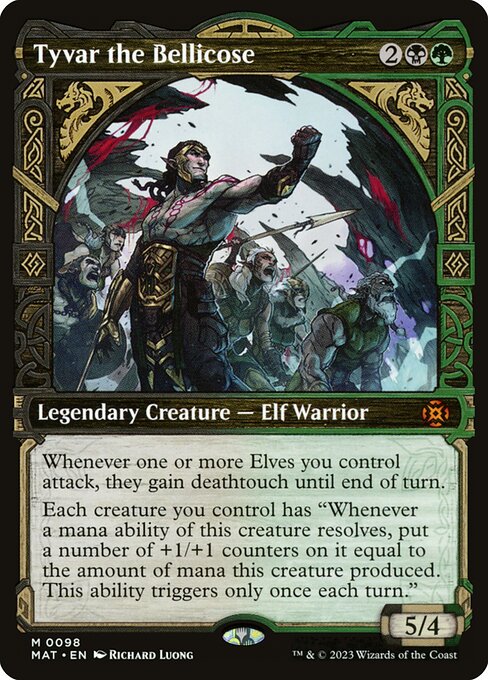 Tyvar the Bellicose 2
Legendary Creature — Elf Warrior
Whenever one or more Elves you control
attack, they gain deathtouch until end of turn.
Each creature you control has “Whenever
a mana ability of this creature resolves, put
a number of +1/+1 counters on it equal to
the amount of mana this creature produced.
This ability triggers only once each turn.”
5/4
M 0098
MAT • EN Richard Luong ™ & © 2023 Wizards of the Coast